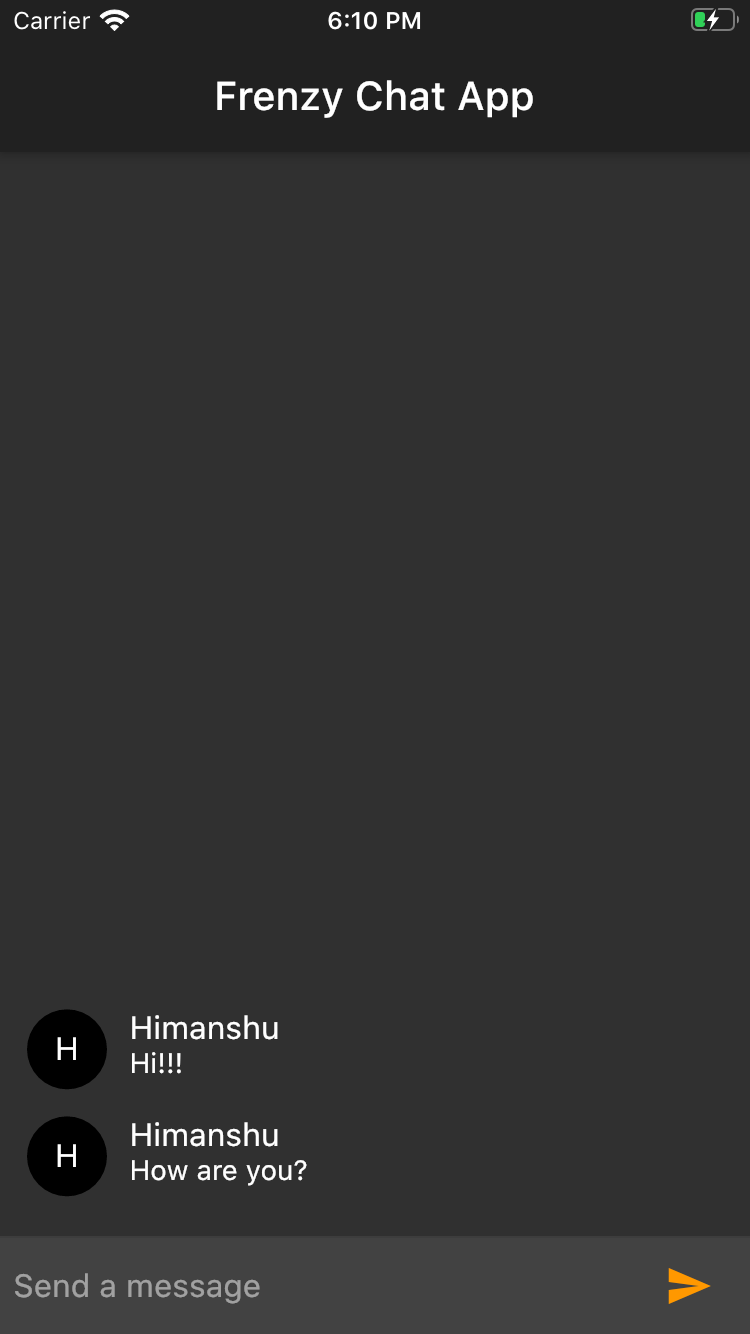 Carrier 6:10 PM
Frenzy Chat App
H
Himanshu
Hi!!!
H
Himanshu
How are you?
Send a message